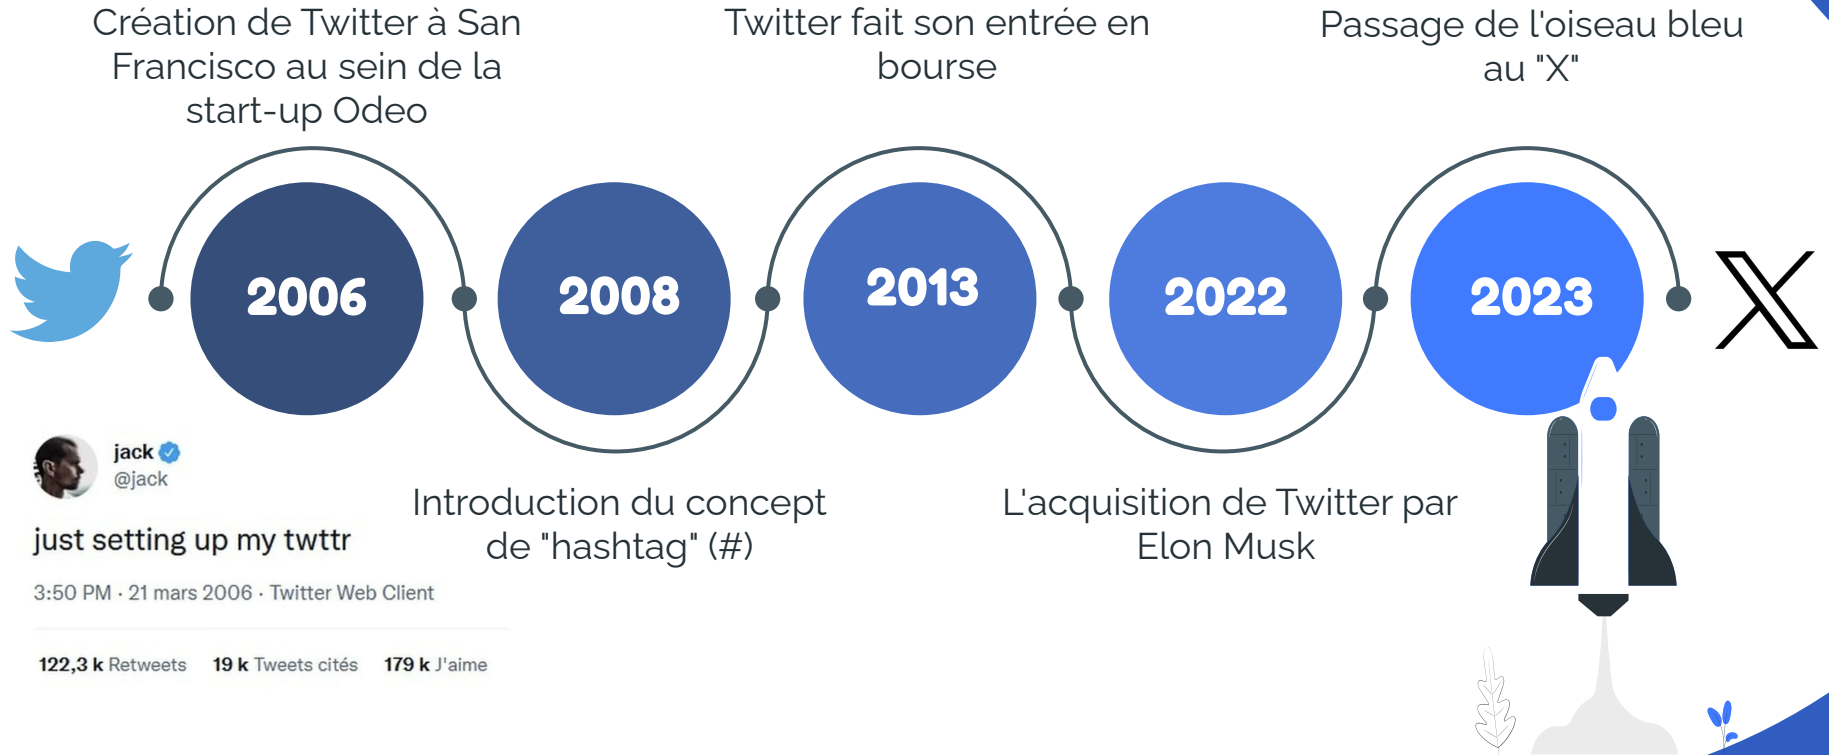 Création de Twitter à San
Francisco au sein de la
start-up Odeo
Twitter fait son entrée en
bourse
Passage de l'oiseau bleu
au "X"
2006
2008
2013
2022
2023
Introduction du concept
de "hashtag" (#)
L'acquisition de Twitter par
Elon Musk
jack
@jack
just setting up my twttr
3:50 PM · 21 mars 2006 · Twitter Web Client
122,3 k Retweets 19 k Tweets cités 179 k J'aime